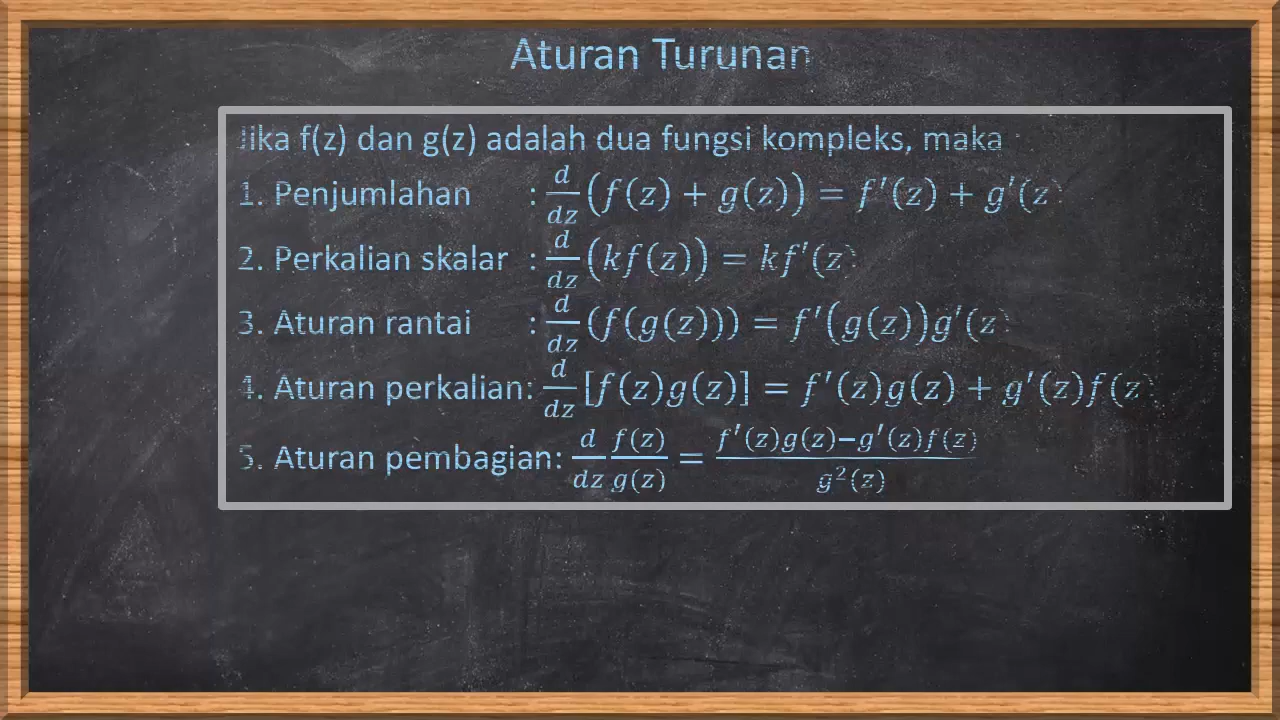 Aturan Turunan
Jika f(z) dan g(z) adalah dua fungsi kompleks, maka
1. Penjumlahan : d/dz (f(z) + g(z)) = f′(z) + g′(z)
2. Perkalian skalar : d/dz (kf(z)) = kf′(z)
3. Aturan rantai : d/dz (f(g(z))) = f′(g(z))g′(z)
4. Aturan perkalian: d/dz [f(z)g(z)] = f′(z)g(z) + g′(z)f(z)
5. Aturan pembagian: d/dz f(z)/g(z) = (f′(z)g(z)−g′(z)f(z))/g²(z)